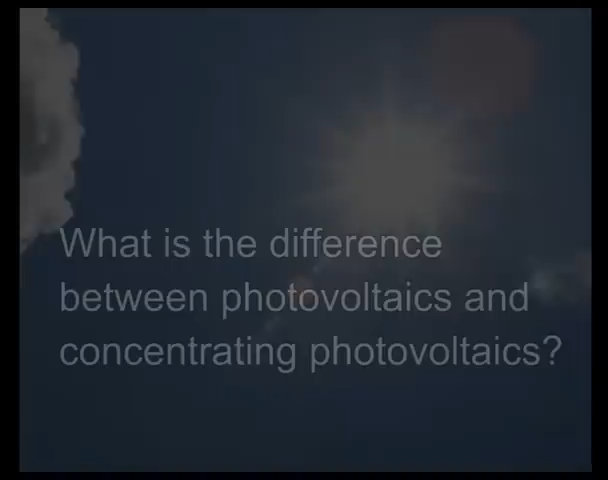 What is the difference
between photovoltaics and
concentrating photovoltaics?